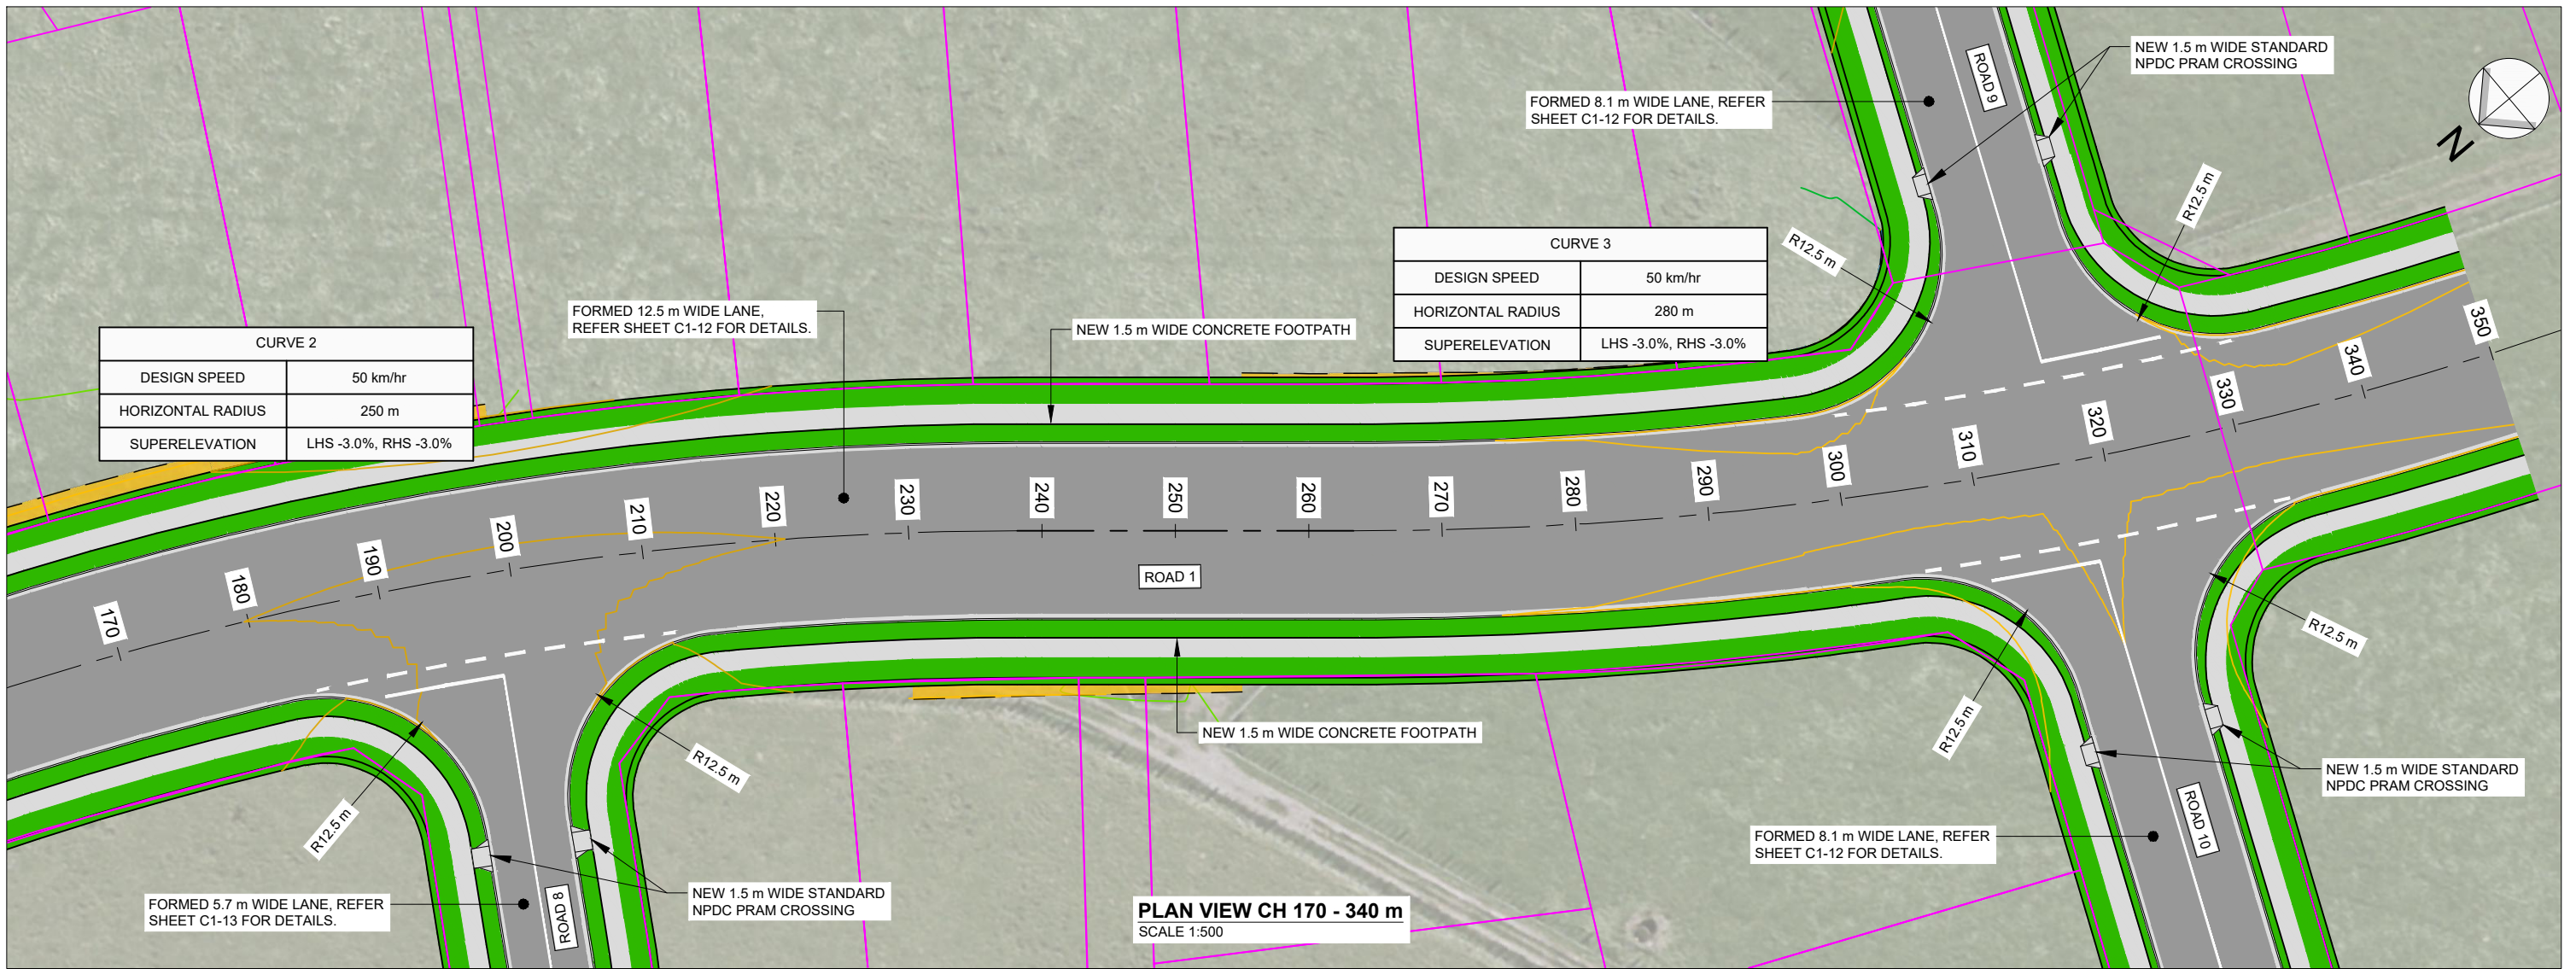 NEW 1.5 m WIDE STANDARD
NPDC PRAM CROSSING
ROAD 9
FORMED 8.1 m WIDE LANE, REFER
SHEET C1-12 FOR DETAILS.
N
R12.5 m
R12.5 m
CURVE 3
DESIGN SPEED 50 km/hr
HORIZONTAL RADIUS 280 m
SUPERELEVATION LHS -3.0%, RHS -3.0%
FORMED 12.5 m WIDE LANE,
REFER SHEET C1-12 FOR DETAILS.
NEW 1.5 m WIDE CONCRETE FOOTPATH
CURVE 2
DESIGN SPEED 50 km/hr
HORIZONTAL RADIUS 250 m
SUPERELEVATION LHS -3.0%, RHS -3.0%
170
180
190
200
210
220
230
240
250
260
270
280
290
300
310
320
330
340
350
ROAD 1
R12.5 m
R12.5 m
R12.5 m
R12.5 m
NEW 1.5 m WIDE CONCRETE FOOTPATH
NEW 1.5 m WIDE STANDARD
NPDC PRAM CROSSING
FORMED 8.1 m WIDE LANE, REFER
SHEET C1-12 FOR DETAILS.
ROAD 10
FORMED 5.7 m WIDE LANE, REFER
SHEET C1-13 FOR DETAILS.
ROAD 8
NEW 1.5 m WIDE STANDARD
NPDC PRAM CROSSING
PLAN VIEW CH 170 - 340 m
SCALE 1:500